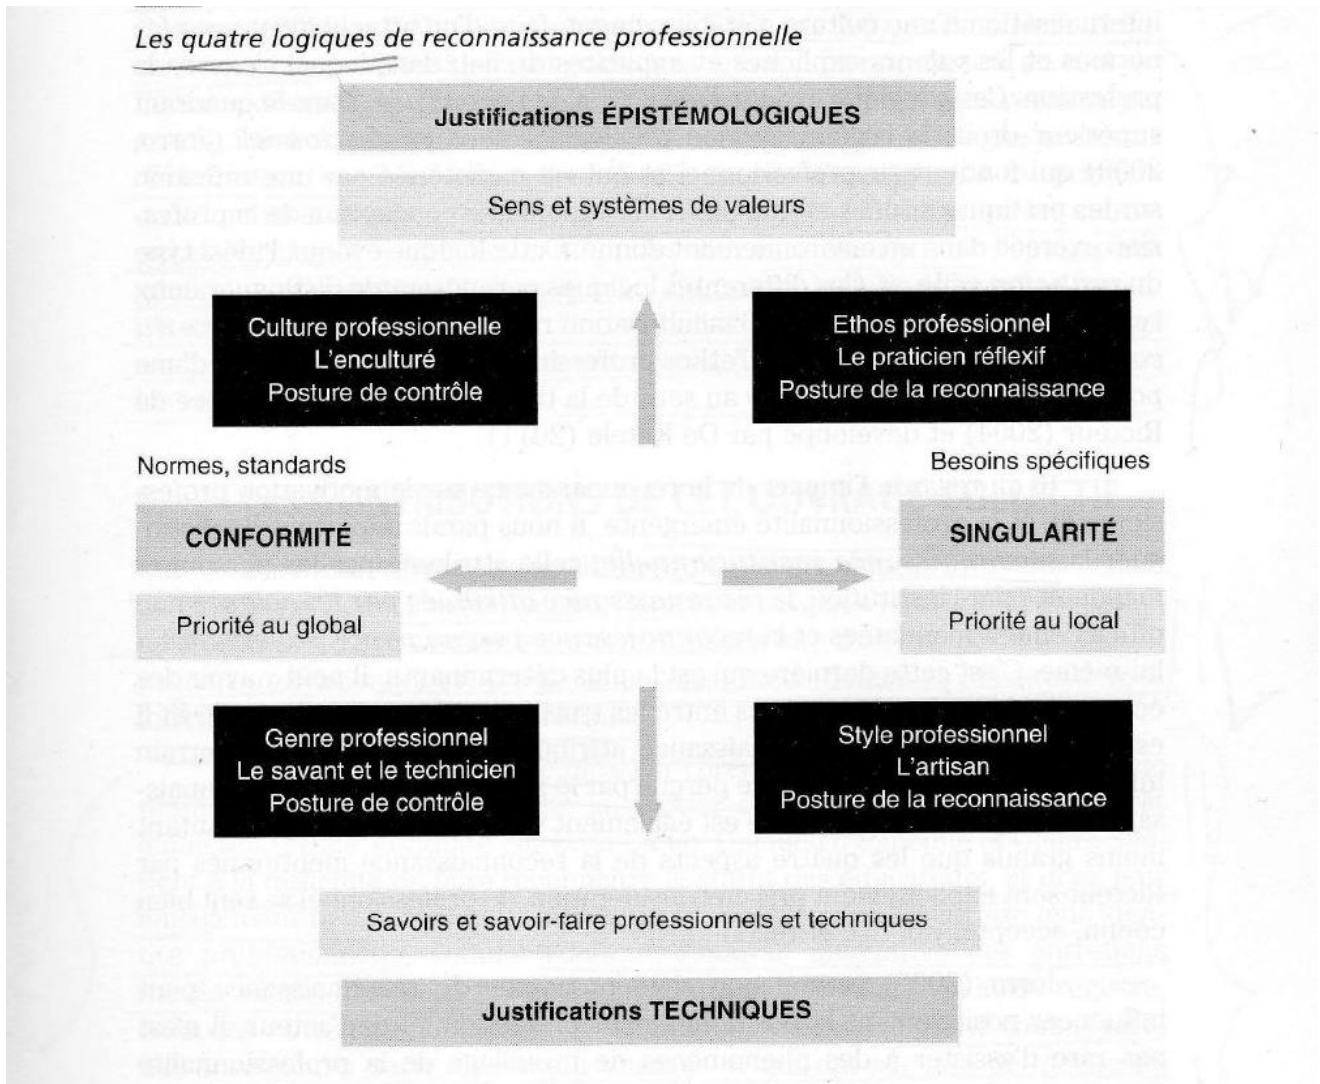 Les quatre logiques de reconnaissance professionnelle
Justifications ÉPISTÉMOLOGIQUES
Sens et systèmes de valeurs
Culture professionnelle
L'enculturé
Posture de contrôle
Ethos professionnel
Le praticien réflexif
Posture de la reconnaissance
Normes, standards
Besoins spécifiques
CONFORMITÉ
SINGULARITÉ
Priorité au global
Priorité au local
Genre professionnel
Le savant et le technicien
Posture de contrôle
Style professionnel
L'artisan
Posture de la reconnaissance
Savoirs et savoir-faire professionnels et techniques
Justifications TECHNIQUES